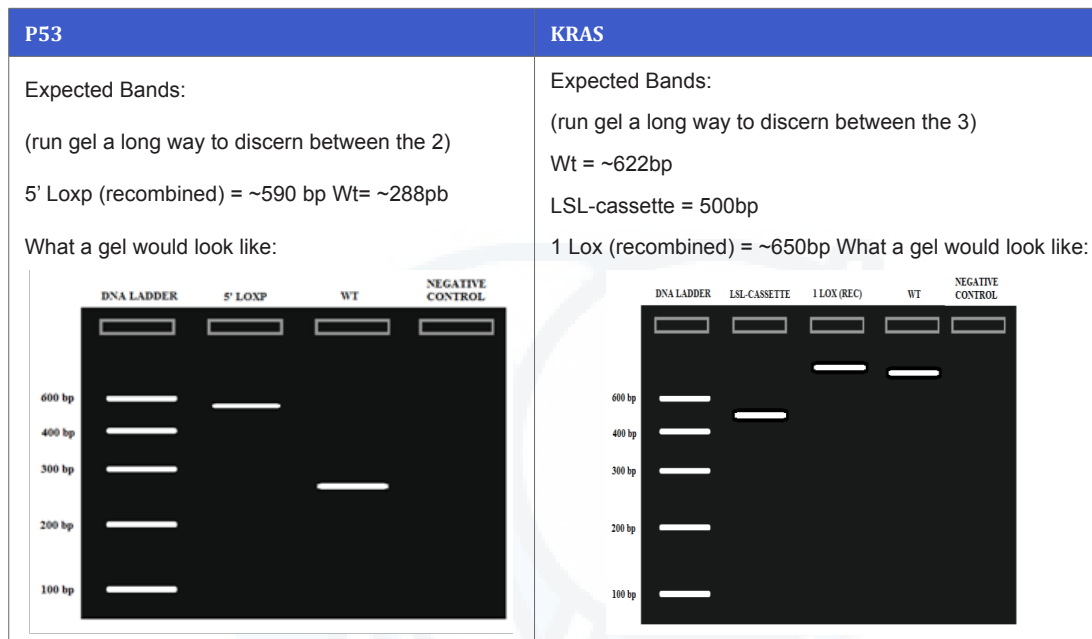 P53
Expected Bands:
(run gel a long way to discern between the 2)
5' Loxp (recombined) = ~590 bp Wt= ~288pb
What a gel would look like:
DNA LADDER 5' LOXP WT NEGATIVE CONTROL
600 bp
400 bp
300 bp
200 bp
100 bp
KRAS
Expected Bands:
(run gel a long way to discern between the 3)
Wt = ~622bp
LSL-cassette = 500bp
1 Lox (recombined) = ~650bp What a gel would look like:
DNA LADDER LSL-CASSETTE 1 LOX (REC) WT NEGATIVE CONTROL
600 bp
400 bp
300 bp
200 bp
100 bp